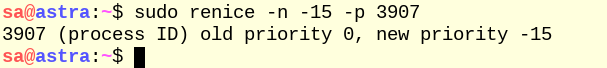 sa@astra:~$ sudo renice -n -15 -p 3907
3907 (process ID) old priority 0, new priority -15
sa@astra:~$